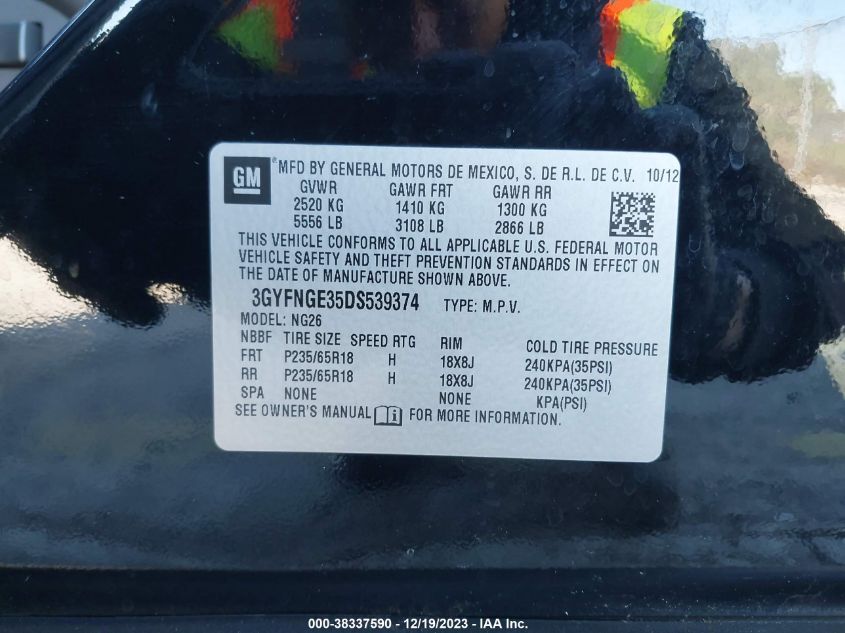 GM ® MFD BY GENERAL MOTORS DE MEXICO, S. DE R.L. DE C.V. 10/12
GVWR GAWR FRT GAWR RR
2520 KG 1410 KG 1300 KG
5556 LB 3108 LB 2866 LB
THIS VEHICLE CONFORMS TO ALL APPLICABLE U.S. FEDERAL MOTOR
VEHICLE SAFETY AND THEFT PREVENTION STANDARDS IN EFFECT ON
THE DATE OF MANUFACTURE SHOWN ABOVE.
3GYFNGE35DS539374 TYPE: M.P.V.
MODEL: NG26
NBBF TIRE SIZE SPEED RTG RIM COLD TIRE PRESSURE
FRT P235/65R18 H 18X8J 240KPA(35PSI)
RR P235/65R18 H 18X8J 240KPA(35PSI)
SPA NONE NONE KPA(PSI)
SEE OWNER'S MANUAL i FOR MORE INFORMATION.
000-38337590 - 12/19/2023 - IAA Inc.